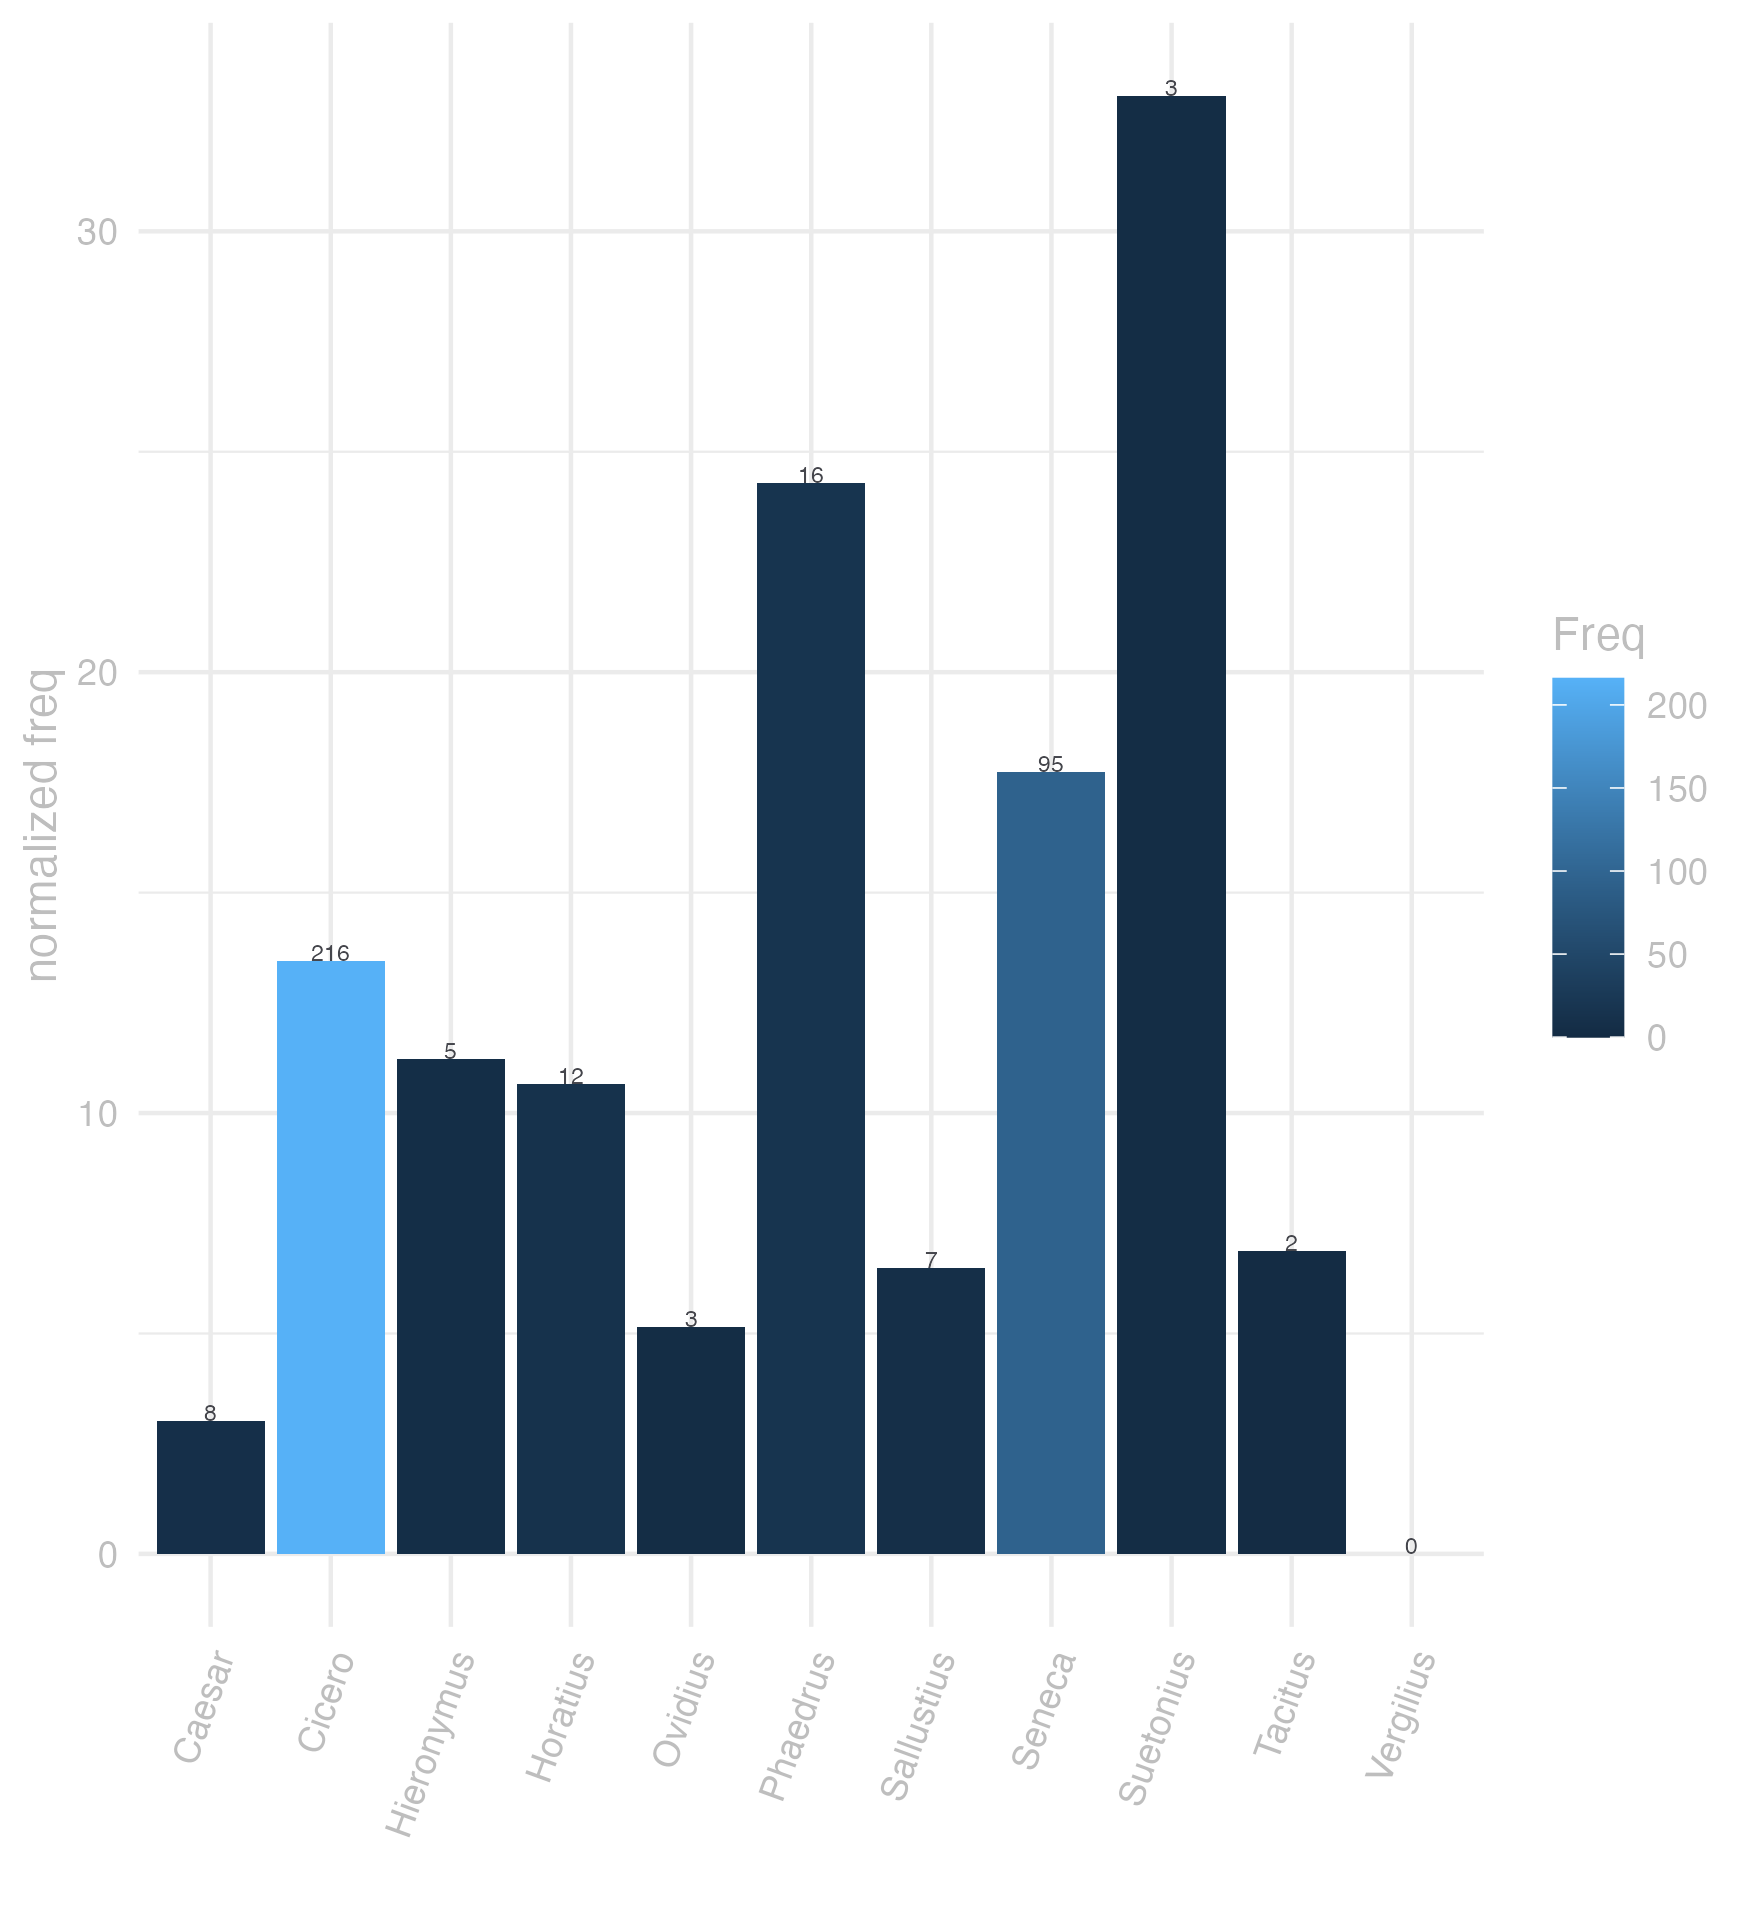 normalized freq
30
20
10
0
8
216
5
12
3
16
7
95
3
2
0
Caesar
Cicero
Hieronymus
Horatius
Ovidius
Phaedrus
Sallustius
Seneca
Suetonius
Tacitus
Vergilius
Freq
200
150
100
50
0